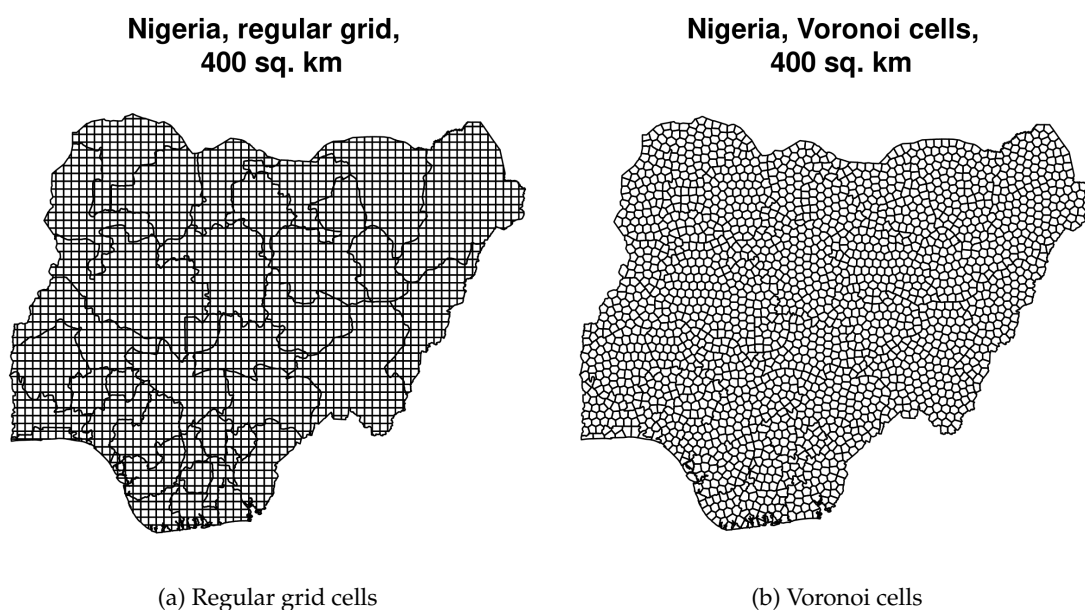 Nigeria, regular grid,
400 sq. km
Nigeria, Voronoi cells,
400 sq. km
(a) Regular grid cells
(b) Voronoi cells